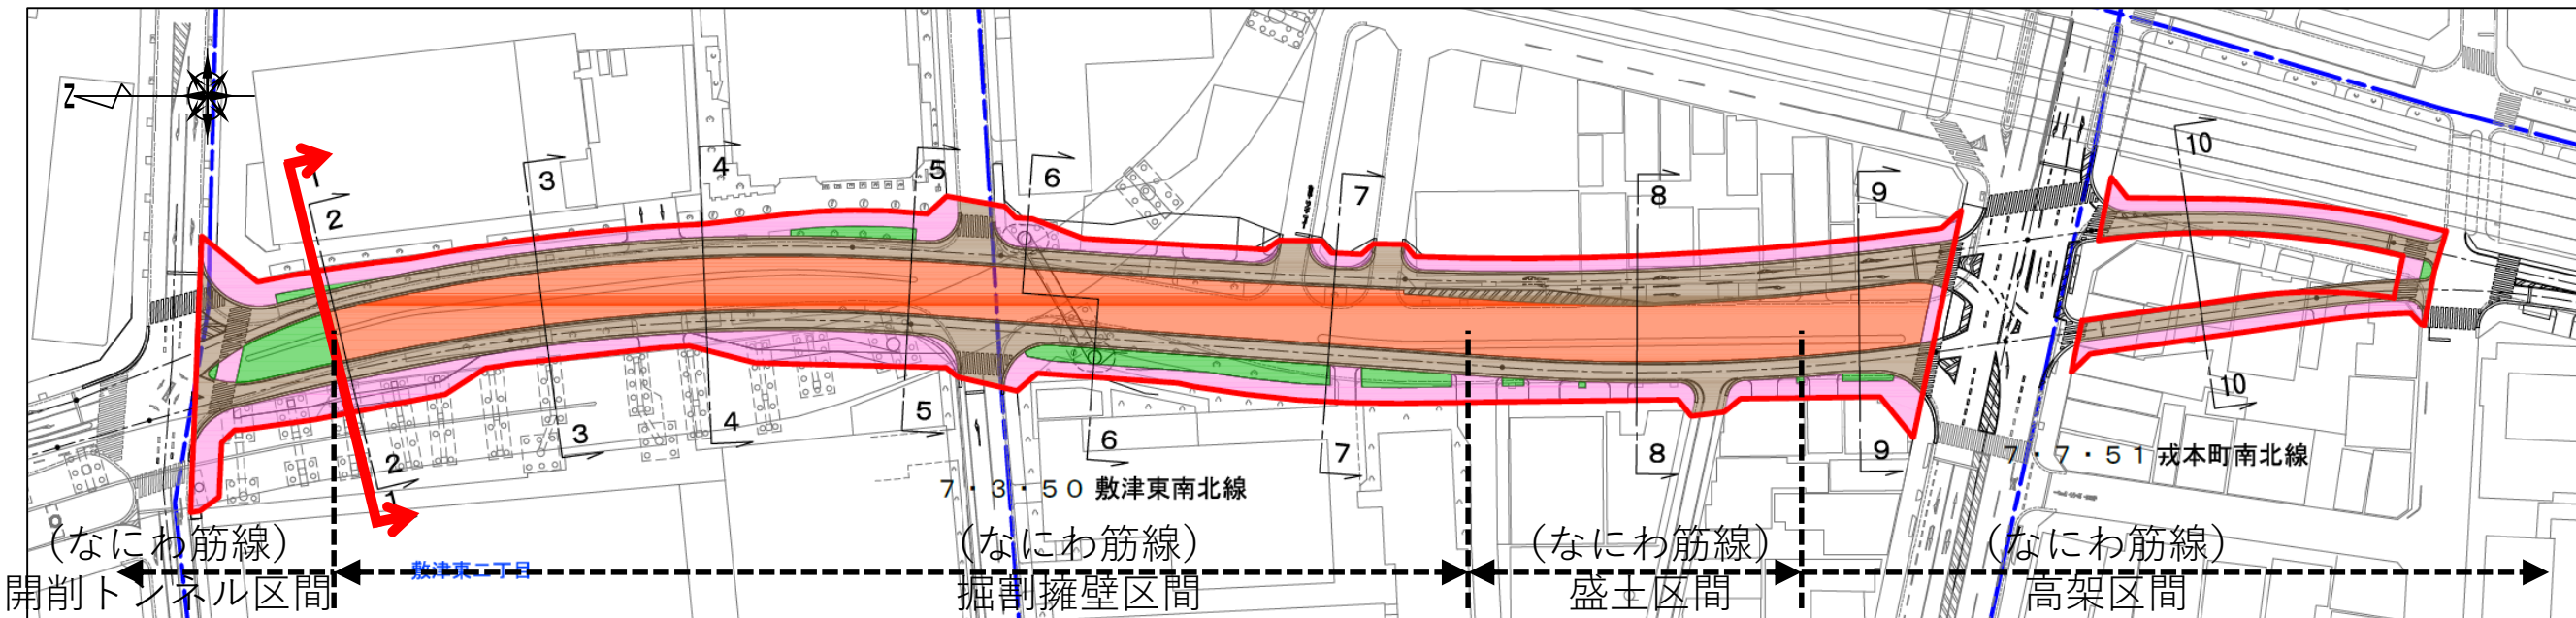 Z
1
2
3
4
5
6
7
8
9
10
2
1
3
4
5
6
7
8
9
10
7・3・50 敷津東南北線
7・7・51 戎本町南北線
敷津東二丁目
(なにわ筋線)
開削トンネル区間
(なにわ筋線)
掘割擁壁区間
(なにわ筋線)
盛土区間
(なにわ筋線)
高架区間